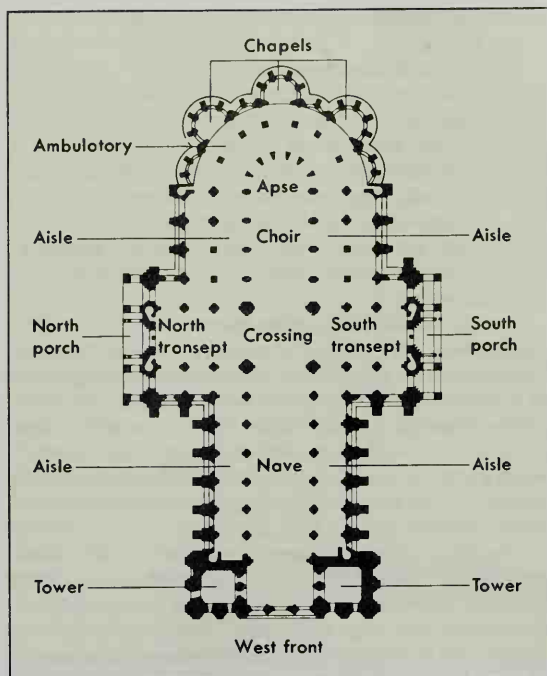 Chapels
Ambulatory
Apse
Aisle
Choir
Aisle
North
porch
North
transept
Crossing
South
transept
South
porch
Aisle
Nave
Aisle
Tower
Tower
West front